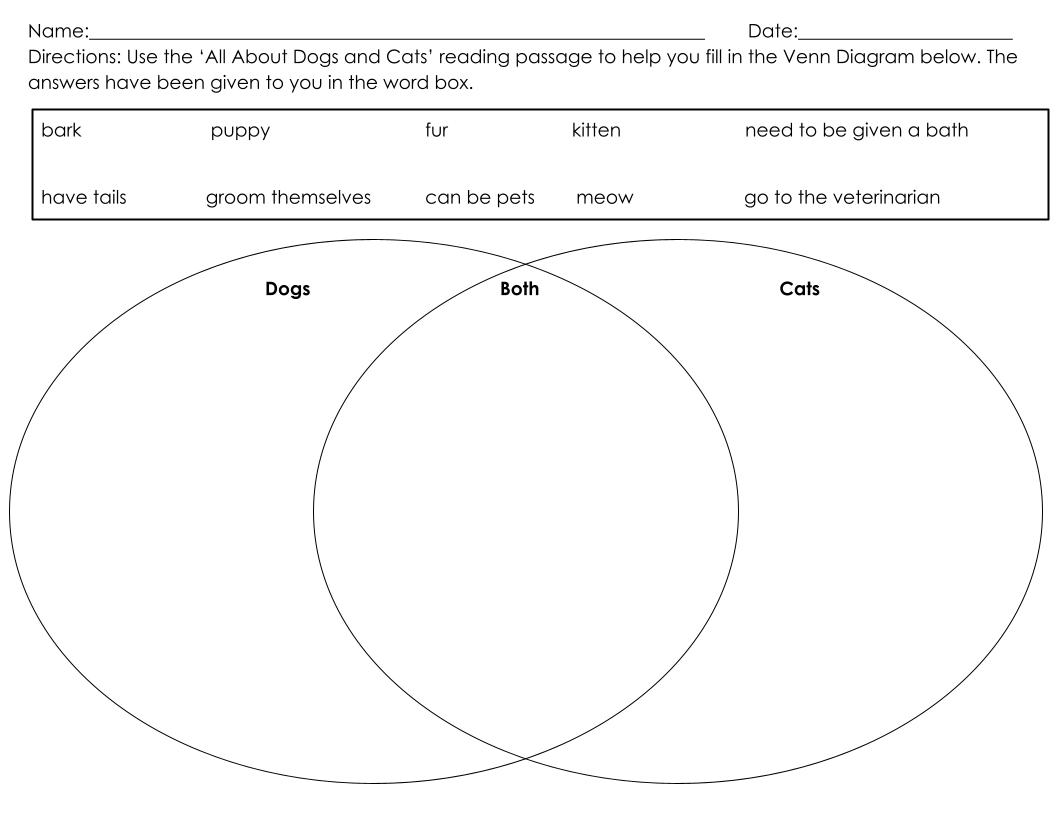 Name:______________________________ Date:____________________
Directions: Use the ‘All About Dogs and Cats’ reading passage to help you fill in the Venn Diagram below. The
answers have been given to you in the word box.
bark puppy fur kitten need to be given a bath
have tails groom themselves can be pets meow go to the veterinarian
Dogs Both Cats